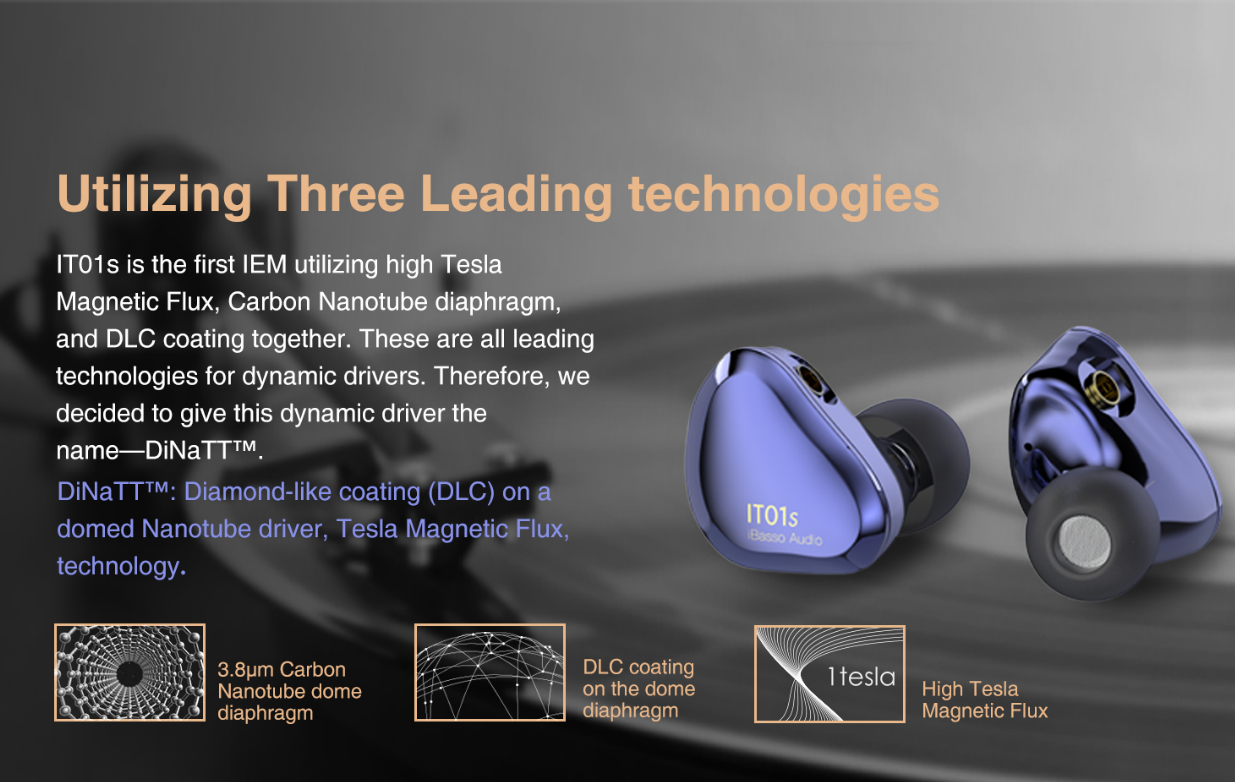 Utilizing Three Leading technologies
IT01s is the first IEM utilizing high Tesla
Magnetic Flux, Carbon Nanotube diaphragm,
and DLC coating together. These are all leading
technologies for dynamic drivers. Therefore, we
decided to give this dynamic driver the
name—DiNaTT™.
DiNaTT™: Diamond-like coating (DLC) on a
domed Nanotube driver, Tesla Magnetic Flux,
technology.
IT01s
iBasso Audio
3.8μm Carbon
Nanotube dome
diaphragm
DLC coating
on the dome
diaphragm
1tesla
High Tesla
Magnetic Flux